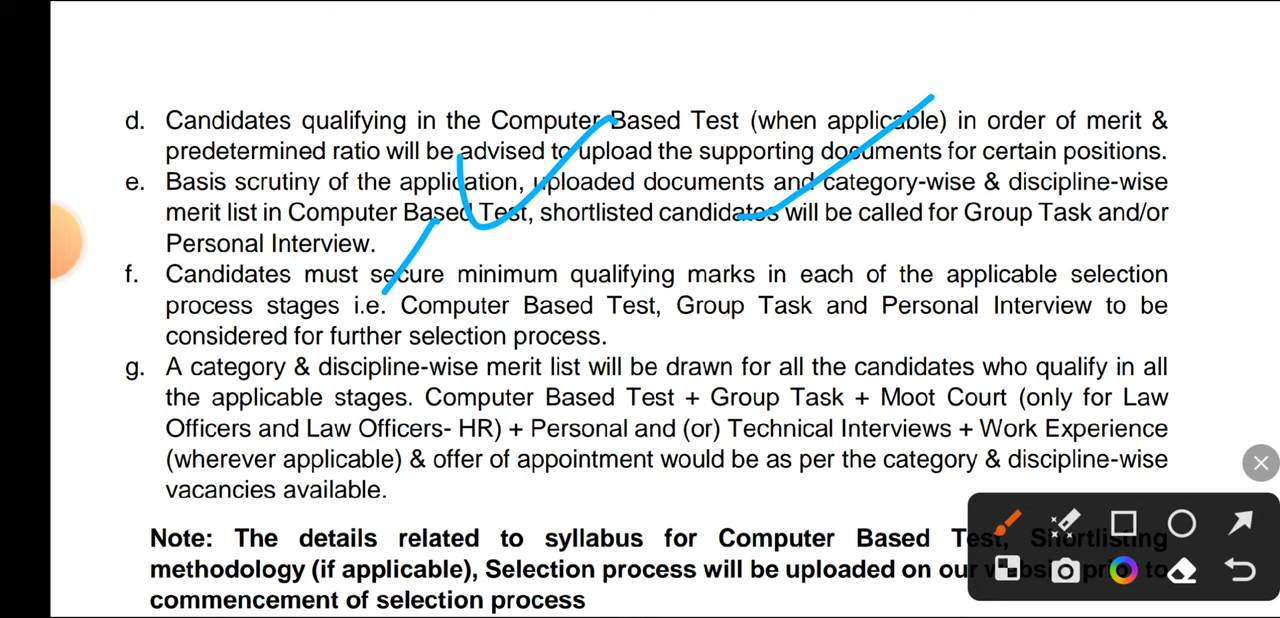 d. Candidates qualifying in the Computer Based Test (when applicable) in order of merit &
predetermined ratio will be advised to upload the supporting documents for certain positions.
e. Basis scrutiny of the application, uploaded documents and category-wise & discipline-wise
merit list in Computer Based Test, shortlisted candidates will be called for Group Task and/or
Personal Interview.
f. Candidates must secure minimum qualifying marks in each of the applicable selection
process stages i.e. Computer Based Test, Group Task and Personal Interview to be
considered for further selection process.
g. A category & discipline-wise merit list will be drawn for all the candidates who qualify in all
the applicable stages. Computer Based Test + Group Task + Moot Court (only for Law
Officers and Law Officers- HR) + Personal and (or) Technical Interviews + Work Experience
(wherever applicable) & offer of appointment would be as per the category & discipline-wise
vacancies available.
Note: The details related to syllabus for Computer Based Test, Shortlisting
methodology (if applicable), Selection process will be uploaded on our website prior to
commencement of selection process